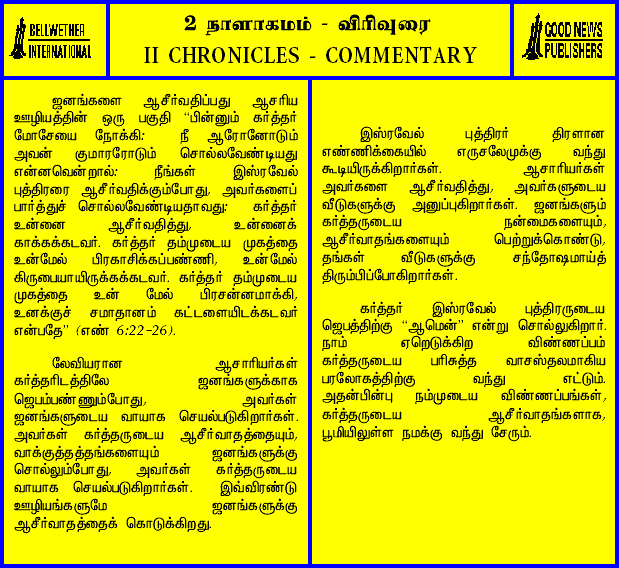 BELLWETHER
INTERNATIONAL
2 நாளாகமம் - விரிவுரை
II CHRONICLES - COMMENTARY
GOOD NEWS
PUBLISHERS
ஜனங்களை ஆசீர்வதிப்பது ஆசரிய
ஊழியத்தின் ஒரு பகுதி “பின்னும் கர்த்தர்
மோசேயை நோக்கி: நீ ஆரோனோடும்
அவன் குமாரரோடும் சொல்லவேண்டியது
என்னவென்றால்: நீங்கள் இஸ்ரவேல்
புத்திரரை ஆசீர்வதிக்கும்போது, அவர்களைப்
பார்த்துச் சொல்லவேண்டியதாவது: கர்த்தர்
உன்னை ஆசீர்வதித்து, உன்னைக்
காக்கக்கடவர். கர்த்தர் தம்முடைய முகத்தை
உன்மேல் பிரகாசிக்கப்பண்ணி, உன்மேல்
கிருபையாயிருக்கக்கடவர். கர்த்தர் தம்முடைய
முகத்தை உன் மேல் பிரசன்னமாக்கி,
உனக்குச் சமாதானம் கட்டளையிடக்கடவர்
என்பதே” (எண் 6:22-26).
லேவியரான ஆசாரியர்கள்
கர்த்தரிடத்திலே ஜனங்களுக்காக
ஜெபம்பண்ணும்போது, அவர்கள்
ஜனங்களுடைய வாயாக செயல்படுகிறார்கள்.
அவர்கள் கர்த்தருடைய ஆசீர்வாதத்தையும்,
வாக்குத்தத்தங்களையும் ஜனங்களுக்கு
சொல்லும்போது, அவர்கள் கர்த்தருடைய
வாயாக செயல்படுகிறார்கள். இவ்விரண்டு
ஊழியங்களுமே ஜனங்களுக்கு
ஆசீர்வாதத்தைக் கொடுக்கிறது.
இஸ்ரவேல் புத்திரர் திரளான
எண்ணிக்கையில் எருசலேமுக்கு வந்து
கூடியிருக்கிறார்கள். ஆசாரியர்கள்
அவர்களை ஆசீர்வதித்து, அவர்களுடைய
வீடுகளுக்கு அனுப்புகிறார்கள். ஜனங்களும்
கர்த்தருடைய நன்மைகளையும்,
ஆசீர்வாதங்களையும் பெற்றுக்கொண்டு,
தங்கள் வீடுகளுக்கு சந்தோஷமாய்த்
திரும்பிப்போகிறார்கள்.
கர்த்தர் இஸ்ரவேல் புத்திரருடைய
ஜெபத்திற்கு “ஆமென்” என்று சொல்லுகிறார்.
நாம் ஏறெடுக்கிற விண்ணப்பம்
கர்த்தருடைய பரிசுத்த வாசஸ்தலமாகிய
பரலோகத்திற்கு வந்து எட்டும்.
அதன்பின்பு நம்முடைய விண்ணப்பங்கள்,
கர்த்தருடைய ஆசீர்வாதங்களாக,
பூமியிலுள்ள நமக்கு வந்து சேரும்.